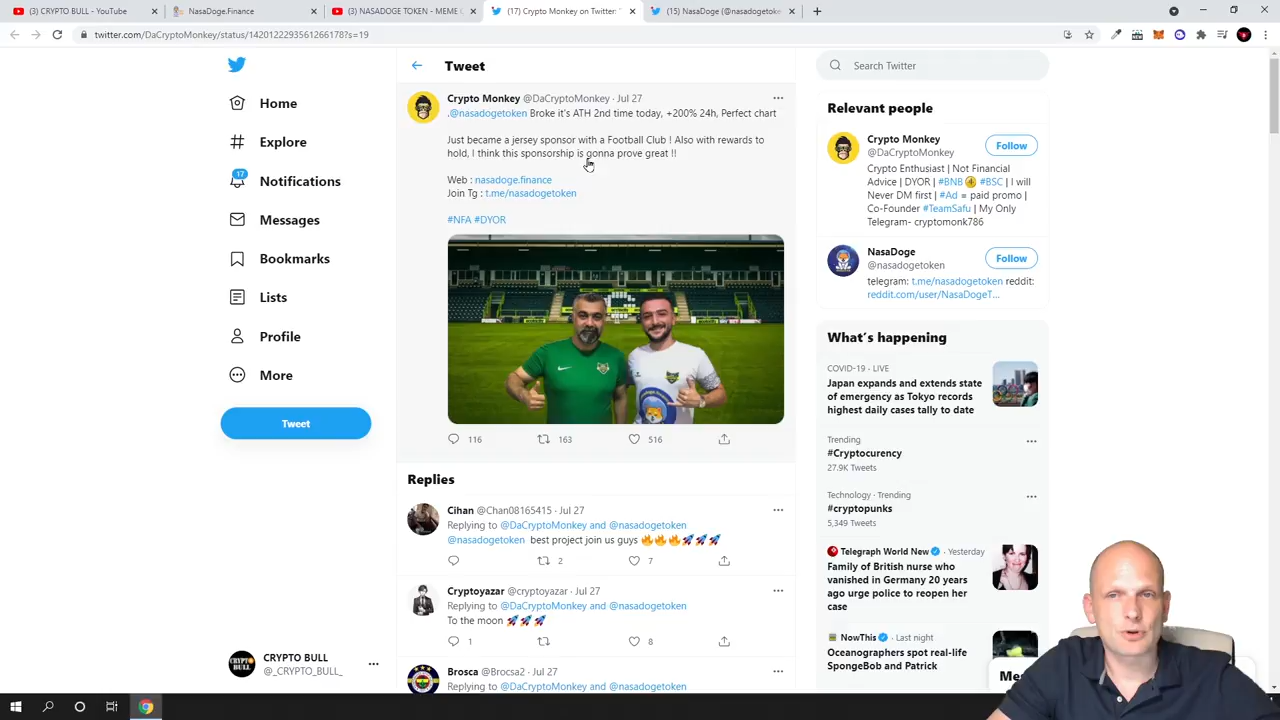 (3) CRYPTO BULL - YouTube
NasaDoge.Finance
(3) NASADOGE TOKEN - MEME C
(17) Crypto Monkey on Twitter: "
(15) NasaDoge (@nasadogetoke
twitter.com/DaCryptoMonkey/status/1420122293561266178?s=19
Home
Explore
17
Notifications
Messages
Bookmarks
Lists
Profile
More
Tweet
CRYPTO BULL
@_CRYPTO_BULL_
Tweet
Crypto Monkey @DaCryptoMonkey · Jul 27
.@nasadogetoken Broke it's ATH 2nd time today, +200% 24h, Perfect chart
Just became a jersey sponsor with a Football Club ! Also with rewards to
hold, I think this sponsorship is gonna prove great !!
Web : nasadoge.finance
Join Tg : t.me/nasadogetoken
#NFA #DYOR
116 163 516
Replies
Cihan @Chan08165415 · Jul 27
Replying to @DaCryptoMonkey and @nasadogetoken
@nasadogetoken best project join us guys 🔥🔥🔥🚀🚀🚀
2 7
Cryptoyazar @cryptoyazar · Jul 27
Replying to @DaCryptoMonkey and @nasadogetoken
To the moon 🚀🚀🚀
1 8
Brosca @Brocsa2 · Jul 27
Replying to @DaCryptoMonkey and @nasadogetoken
Search Twitter
Relevant people
Crypto Monkey
@DaCryptoMonkey
Follow
Crypto Enthusiast | Not Financial
Advice | DYOR | #BNB #BSC | I will
Never DM first | #Ad = paid promo |
Co-Founder #TeamSafu | My Only
Telegram- cryptomonk786
NasaDoge
@nasadogetoken
Follow
telegram: t.me/nasadogetoken reddit:
reddit.com/user/NasaDogeT…
What's happening
COVID-19 · LIVE
Japan expands and extends state
of emergency as Tokyo records
highest daily cases tally to date
Trending
#Cryptocurency
27.9K Tweets
Technology · Trending
#cryptopunks
5,349 Tweets
Telegraph World New · Yesterday
Family of British nurse who
vanished in Germany 20 years
ago urge police to reopen her
case
NowThis · Last night
Oceanographers spot real-life
SpongeBob and Patrick
CRYPTO
BULL